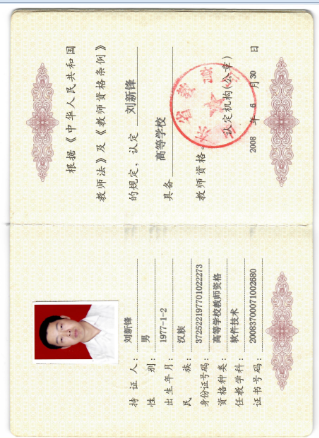 根据《中华人民共和国
教师法》及《教师资格条例》
的规定，认定 刘新锋
具备 高等学校
教师资格
认定机构(公章)
2008 年 6 月 30 日
持证人： 刘新锋
性别： 男
出生年月： 1977-1-2
民族： 汉族
身份证号码： 372522197701022273
资格种类： 高等学校教师资格
任教学科： 软件技术
证书号码： 20083700071002680